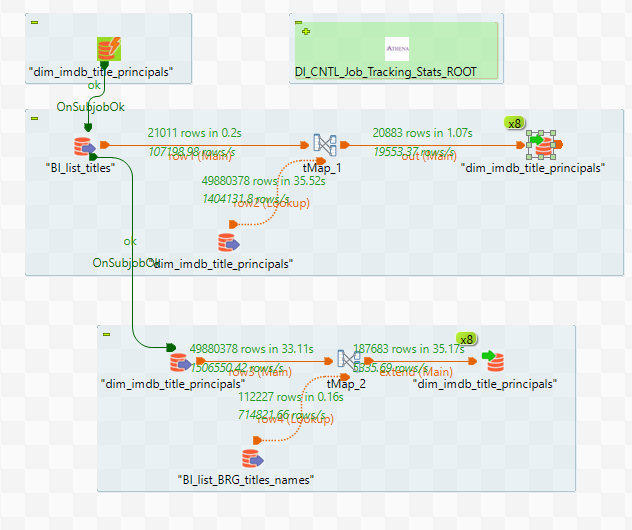 "dim_imdb_title_principals"
ATHENA
DI_CNTL_Job_Tracking_Stats_ROOT
ok
OnSubjobOk
x8
21011 rows in 0.2s
107198.98 rows/s
row1 (Main)
20883 rows in 1.07s
19553.37 rows/s
out (Main)
"BI_list_titles"
tMap_1
"dim_imdb_title_principals"
49880378 rows in 35.52s
1404131.8 rows/s
row2 (Lookup)
"dim_imdb_title_principals"
ok
OnSubjobOk
x8
49880378 rows in 33.11s
1506550.42 rows/s
row3 (Main)
187683 rows in 35.17s
5335.69 rows/s
extend (Main)
"dim_imdb_title_principals"
tMap_2
"dim_imdb_title_principals"
112227 rows in 0.16s
714821.66 rows/s
row4 (Lookup)
"BI_list_BRG_titles_names"